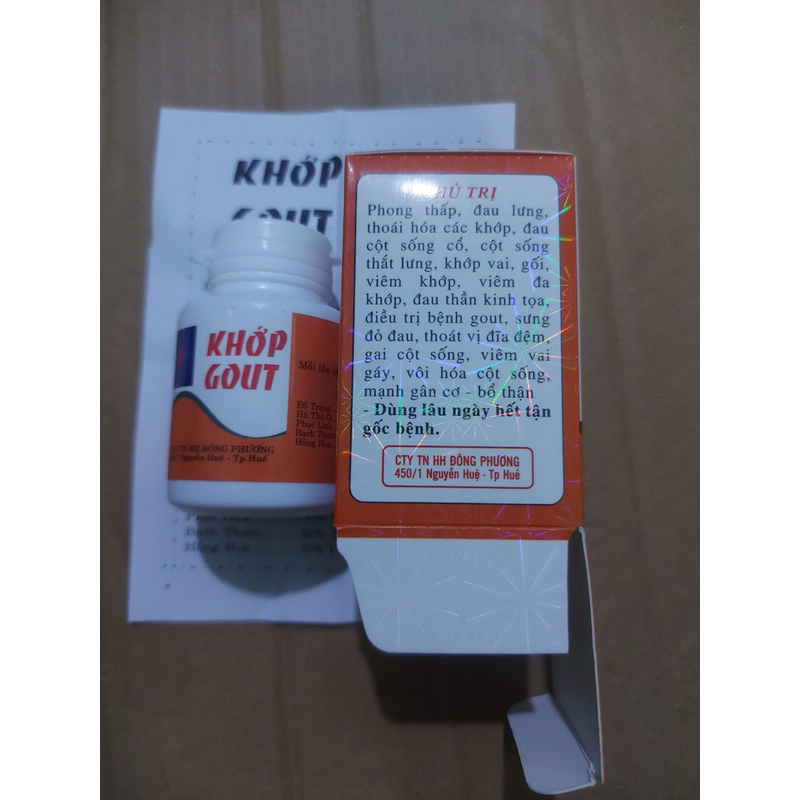 KHỚP
GOUT
CHỦ TRỊ
Phong thấp, đau lưng,
thoái hóa các khớp, đau
cột sống cổ, cột sống
thắt lưng, khớp vai, gối,
viêm khớp, viêm đa
khớp, đau thần kinh tọa,
điều trị bệnh gout, sưng
đỏ đau, thoát vị đĩa đệm,
gai cột sống, viêm vai
gáy, vôi hóa cột sống,
mạnh gân cơ - bổ thận
- Dùng lâu ngày hết tận
gốc bệnh.
CTY TN HH ĐÔNG PHƯƠNG
450/1 Nguyễn Huệ - Tp Huế
KHỚP
GOUT
Mỗi lần
Đỗ Trọng
Hà Thủ
Phục Linh
Bạch Thược
Hồng Hoa
TY TN HH ĐÔNG PHƯƠNG
Nguyễn Huệ - Tp Huế
Phục Linh
Bạch Thược
Hồng Hoa